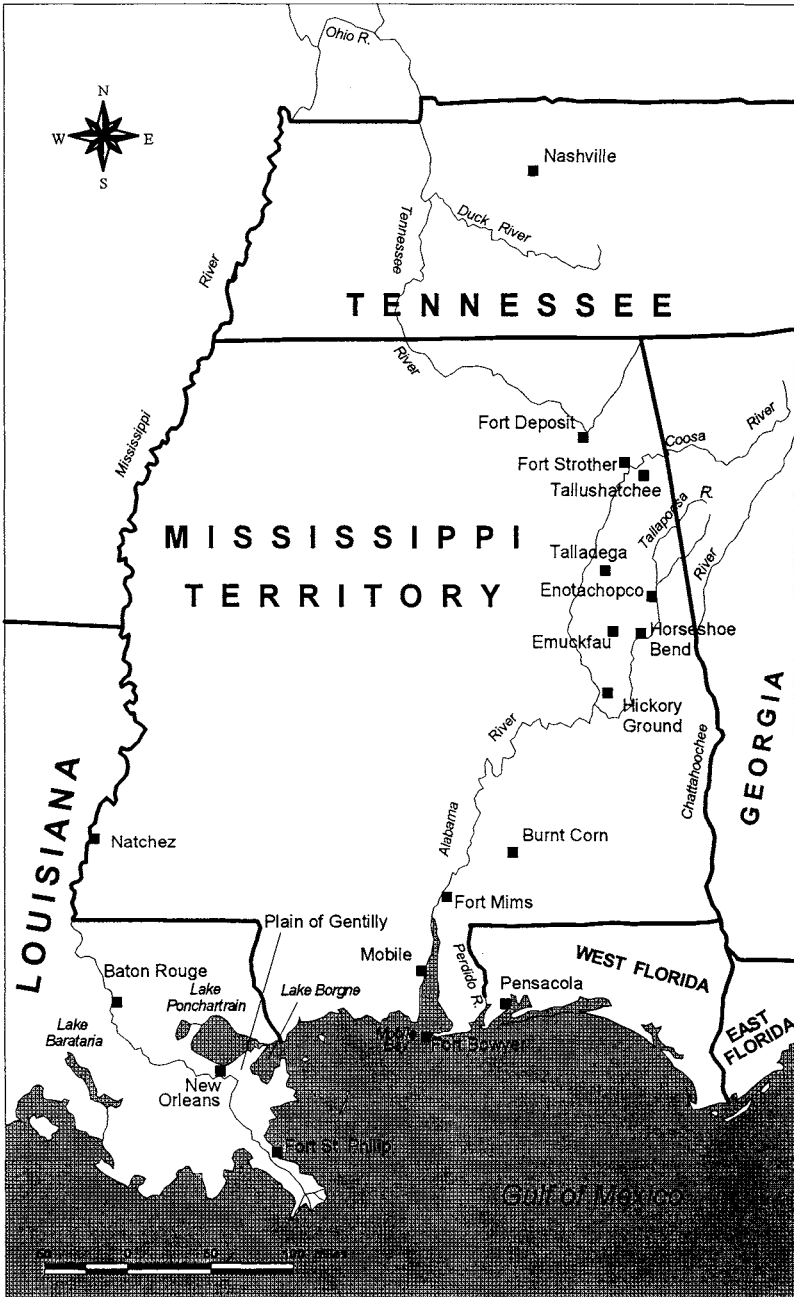 Ohio R.
N
W E
S
Nashville
Tennessee
Duck River
River
TENNESSEE
River
Mississippi
Fort Deposit
Coosa
River
Fort Strother
Tallushatchee
R.
Tallapoosa
MISSISSIPPI
TERRITORY
Talladega
River
Enotachopco
Emuckfau
Horseshoe
Bend
Hickory
Ground
River
GEORGIA
Chattahoochee
LOUISIANA
Natchez
Alabama
Burnt Corn
Fort Mims
Plain of Gentilly
Mobile
Perdido R.
WEST FLORIDA
Baton Rouge
Lake
Ponchartrain
Lake Borgne
Pensacola
Lake
Barataria
Fort Bowyer
EAST
FLORIDA
New
Orleans
Fort St. Philip
Gulf of Mexico